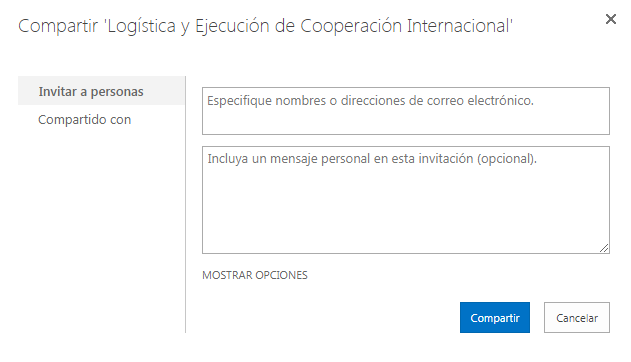 Compartir 'Logística y Ejecución de Cooperación Internacional'
Invitar a personas
Compartido con
Especifique nombres o direcciones de correo electrónico.
Incluya un mensaje personal en esta invitación (opcional).
MOSTRAR OPCIONES
Compartir
Cancelar